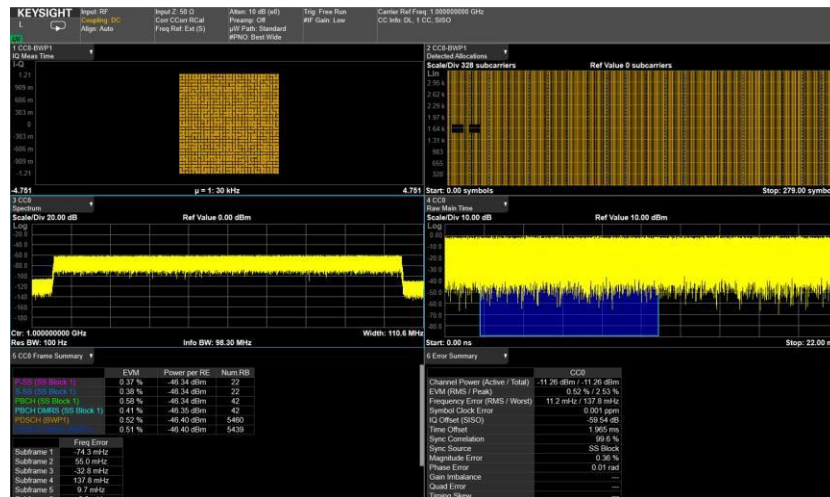 KEYSIGHT Input: RF Input Z: 50 Ω Atten: 10 dB (e0) Trig: Free Run Carrier Ref Freq: 1.000000000 GHz
L Coupling: DC Corr CCorr RCal Preamp: Off #IF Gain: Low CC Info: DL, 1 CC, SISO
Align: Auto Freq Ref: Ext (S) µW Path: Standard
#PNO: Best Wide
1 CC0-BWP1
IQ Meas Time
I-Q
1.21
909 m
606 m
303 m
0
-303 m
-606 m
-909 m
-1.21
-4.751 µ = 1: 30 kHz 4.751
2 CC0-BWP1
Detected Allocations
Scale/Div 328 subcarriers Ref Value 0 subcarriers
Lin
2.95 k
2.62 k
2.29 k
1.97 k
1.64 k
1.31 k
983
655
328
Start: 0.00 symbols Stop: 279.00 symbo
3 CC0
Spectrum
Scale/Div 20.00 dB Ref Value 0.00 dBm
Log
-20.0
-40.0
-60.0
-80.0
-100
-120
-140
-160
-180
Ctr: 1.000000000 GHz Width: 110.6 MH
Res BW: 100 Hz Info BW: 98.30 MHz
4 CC0
Raw Main Time
Scale/Div 10.00 dB Ref Value 10.00 dBm
Log
0.00
-10.0
-20.0
-30.0
-40.0
-50.0
-60.0
-70.0
-80.0
Start: 0.00 ns Stop: 22.00 m
5 CC0 Frame Summary
EVM Power per RE Num RB
P-SS (SS Block 1) 0.37 % -46.34 dBm 22
S-SS (SS Block 1) 0.38 % -46.34 dBm 22
PBCH (SS Block 1) 0.58 % -46.34 dBm 42
PBCH DMRS (SS Block 1) 0.41 % -46.35 dBm 42
PDSCH (BWP1) 0.52 % -46.40 dBm 5460
0.51 % -46.40 dBm 5439
Freq Error
Subframe 1 -74.3 mHz
Subframe 2 55.0 mHz
Subframe 3 -32.8 mHz
Subframe 4 137.8 mHz
Subframe 5 9.7 mHz
6 Error Summary
CC0
Channel Power (Active / Total) -11.26 dBm / -11.26 dBm
EVM (RMS / Peak) 0.52 % / 2.53 %
Frequency Error (RMS / Worst) 11.2 mHz / 137.8 mHz
Symbol Clock Error 0.001 ppm
IQ Offset (SISO) -59.54 dB
Time Offset 1.965 ms
Sync Correlation 99.6 %
Sync Source SS Block
Magnitude Error 0.36 %
Phase Error 0.01 rad
Gain Imbalance ---
Quad Error ---
Timing Skew